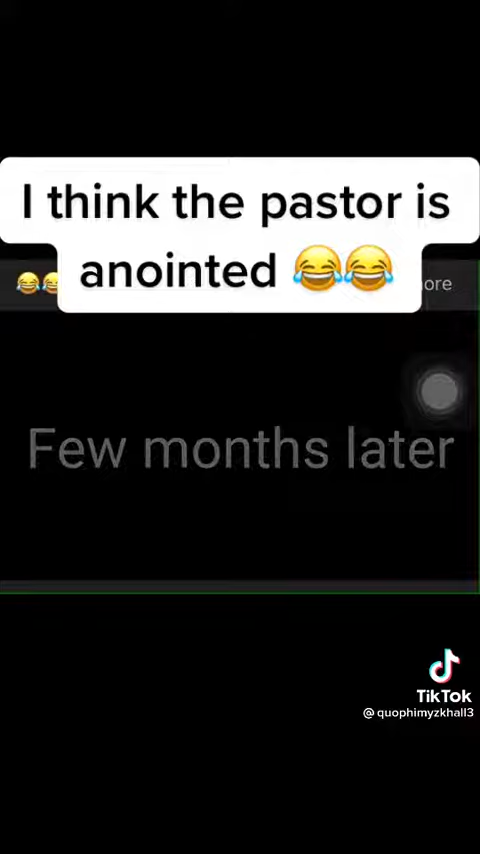 I think the pastor is
anointed 😂😂
😂😂
Few months later
TikTok
@quophimyzkhall3